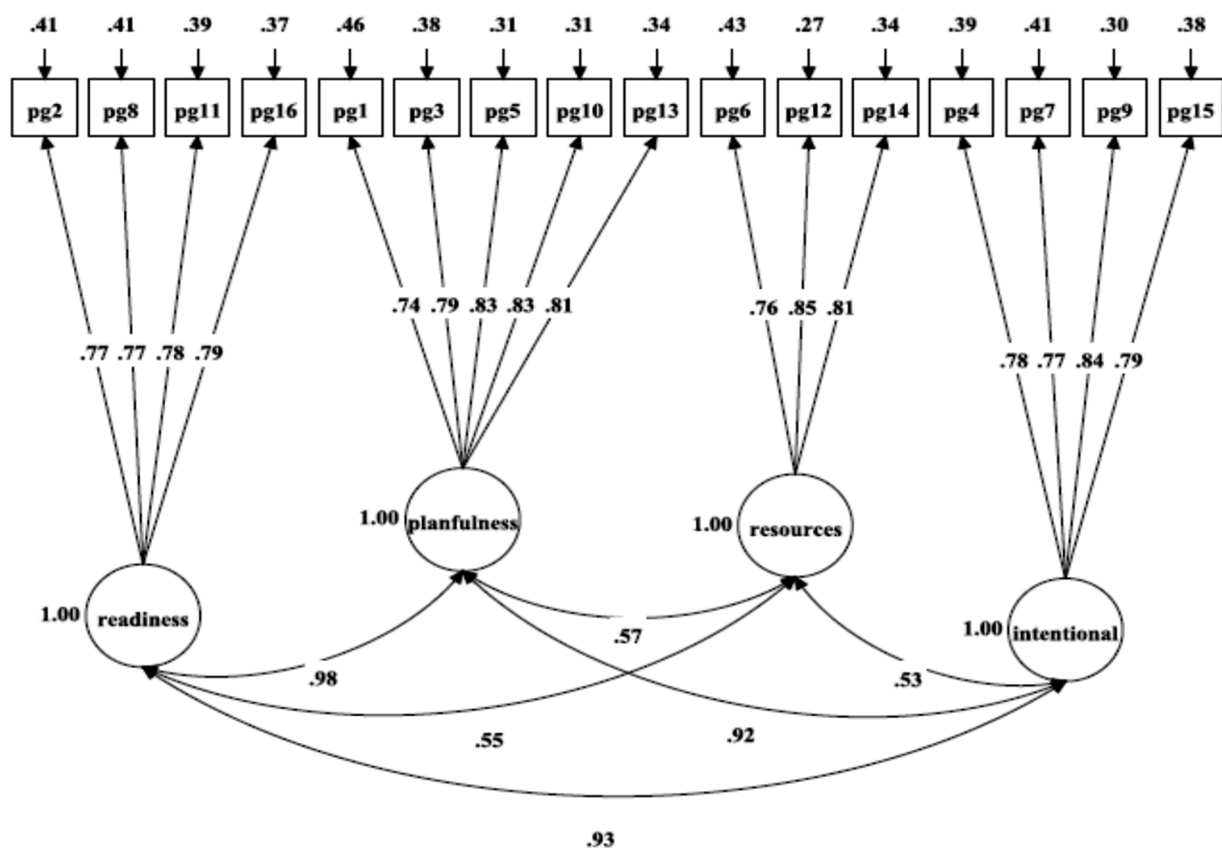 .41 .41 .39 .37 .46 .38 .31 .31 .34 .43 .27 .34 .39 .41 .30 .38
pg2 pg8 pg11 pg16 pg1 pg3 pg5 pg10 pg13 pg6 pg12 pg14 pg4 pg7 pg9 pg15
.74 .79 .83 .83 .81 .76 .85 .81
.77 .77 .78 .79 .78 .77 .84 .79
1.00 planfulness 1.00 resources
1.00 readiness 1.00 intentional
.57
.98 .53
.55 .92
.93